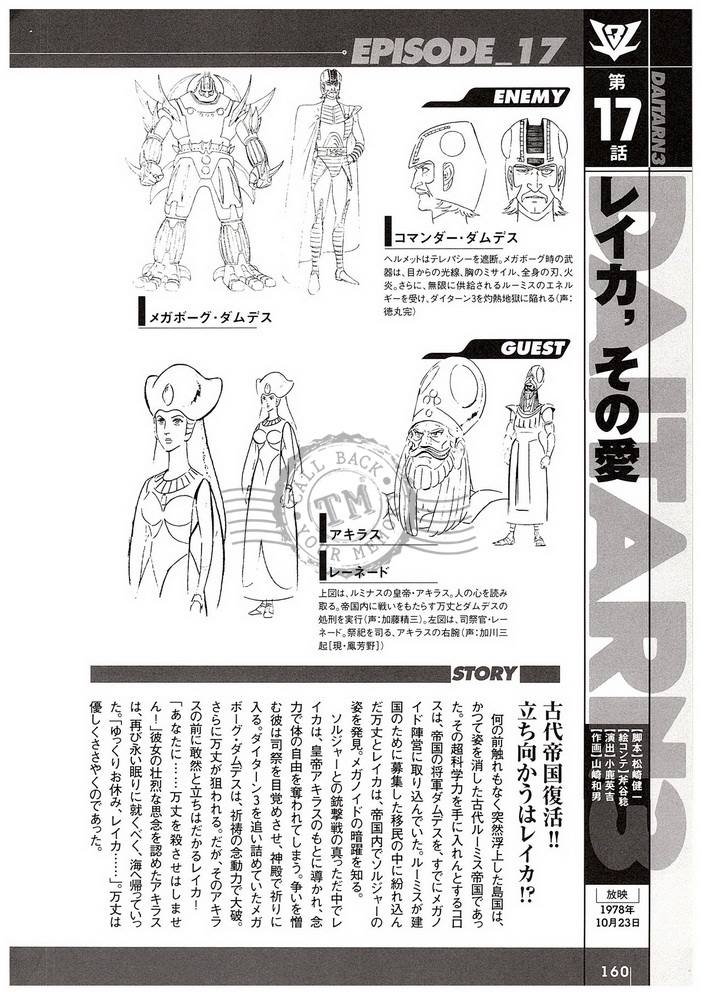 EPISODE_17
DAITARN3
第
17
話
レイカ，その愛
DAITARN3
ENEMY
コマンダー・ダムデス
ヘルメットはテレパシーを遮断。メガボーグ時の武
器は、目からの光線、胸のミサイル、全身の刃、火
炎。さらに、無限に供給されるルーミスのエネル
ギーを受け、ダイターン3を灼熱地獄に陥れる（声：
徳丸完）
メガボーグ・ダムデス
GUEST
アキラス
レーネード
上図は、ルミナスの皇帝・アキラス。人の心を読み
取る。帝国内に戦いをもたらす万丈とダムデスの
処刑を実行（声：加藤精三）。左図は、司祭官・レー
ネード。祭祀を司る、アキラスの右腕（声：加川三
起［現・鳳芳野］）
CALL BACK
TM
YOUR MEMORY
STORY
古代帝国復活!!
立ち向かうはレイカ!?
何の前触れもなく突然浮上した島国は、
かつて姿を消した古代ルーミス帝国であっ
た。その超科学力を手に入れんとするコロ
スは、帝国の将軍ダムデスを、すでにメガノ
イド陣営に取り込んでいた。ルーミスが建
国のために募集した移民の中に紛れ込ん
だ万丈とレイカは、帝国内でソルジャーの
姿を発見。メガノイドの暗躍を知る。
ソルジャーとの銃撃戦の真っただ中でレ
イカは、皇帝アキラスのもとに導かれ、念
力で体の自由を奪われてしまう。争いを憎
む彼は司祭を目覚めさせ、神殿で祈りに
入る。ダイターン3を追い詰めていたメガ
ボーグ・ダムデスは、祈祷の念動力で大破。
さらに万丈が狙われる。だが、そのアキラ
スの前に敢然と立ちはだかるレイカ！
「あなたに……万丈を殺させはしませ
ん！」彼女の壮烈な思念を認めたアキラス
は、再び永い眠りに就くべく、海へ帰ってい
た。「ゆっくりお休み、レイカ……」。万丈は
優しくささやくのであった。
［脚本］松崎健一
［絵コンテ］斧谷稔
［演出］小鹿英吉
［作画］山崎和男
放映
1978年
10月23日
160